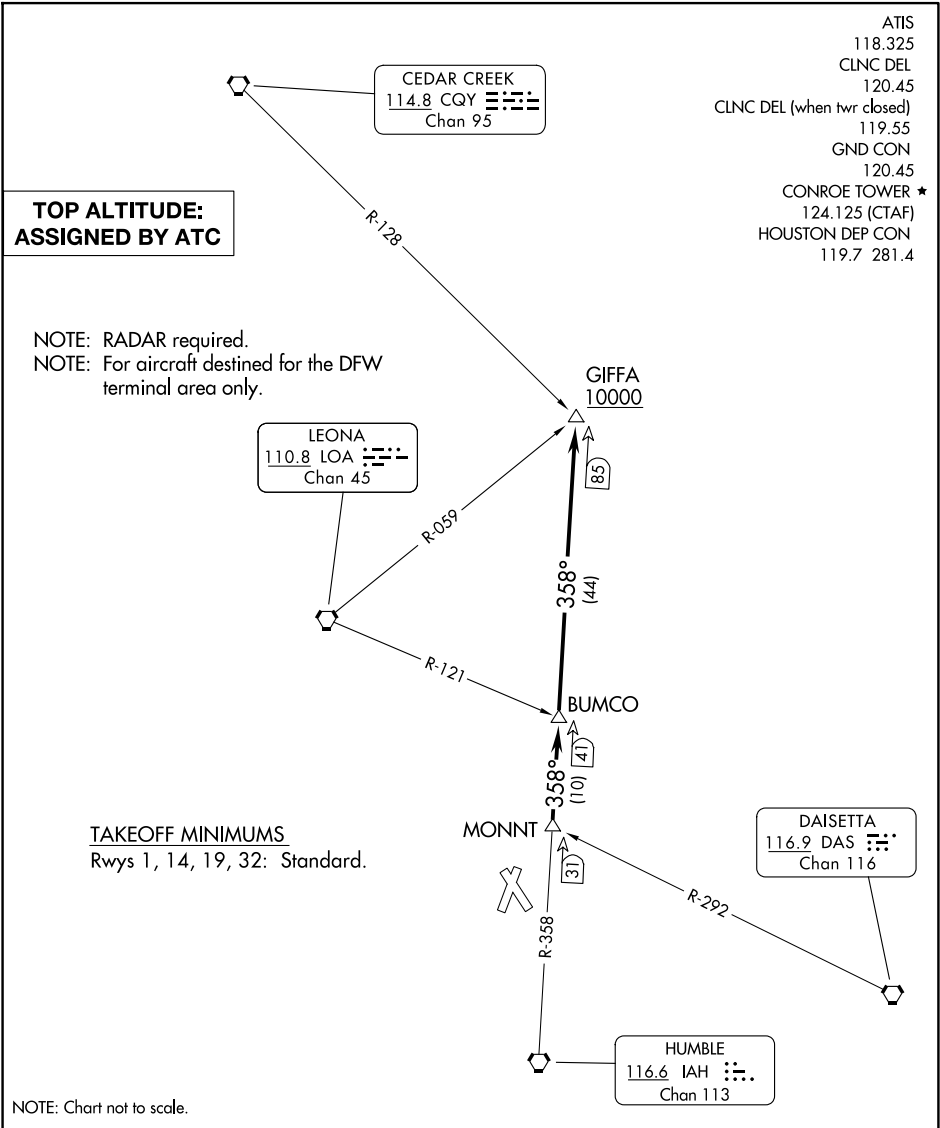 ATIS
118.325
CLNC DEL
120.45
CLNC DEL (when twr closed)
119.55
GND CON
120.45
CONROE TOWER ★
124.125 (CTAF)
HOUSTON DEP CON
119.7 281.4
CEDAR CREEK
114.8 CQY
Chan 95
TOP ALTITUDE:
ASSIGNED BY ATC
R-128
NOTE: RADAR required.
NOTE: For aircraft destined for the DFW
terminal area only.
GIFFA
10000
LEONA
110.8 LOA
Chan 45
85
R-059
358°
(44)
R-121
BUMCO
41
358°
(10)
TAKEOFF MINIMUMS
Rwys 1, 14, 19, 32: Standard.
MONNT
31
DAISETTA
116.9 DAS
Chan 116
R-292
R-358
HUMBLE
116.6 IAH
Chan 113
NOTE: Chart not to scale.